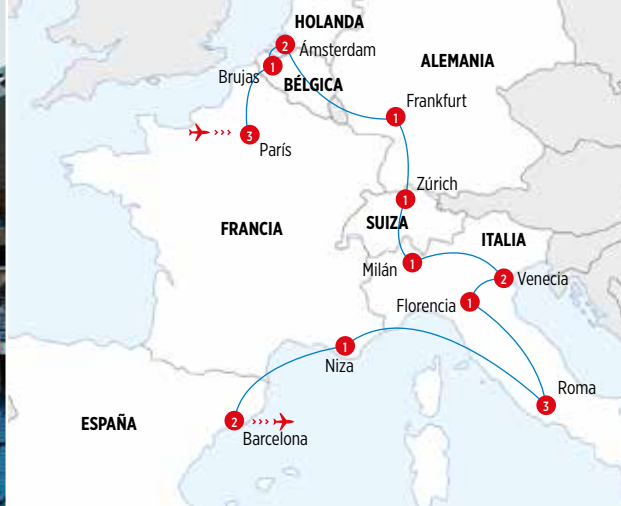 HOLANDA
2
Ámsterdam
ALEMANIA
Brujas
1
BÉLGICA
1
Frankfurt
3
París
Zúrich
1
FRANCIA
SUIZA
ITALIA
Milán
1
2
Venecia
Florencia
1
1
Niza
Roma
3
ESPAÑA
2
Barcelona